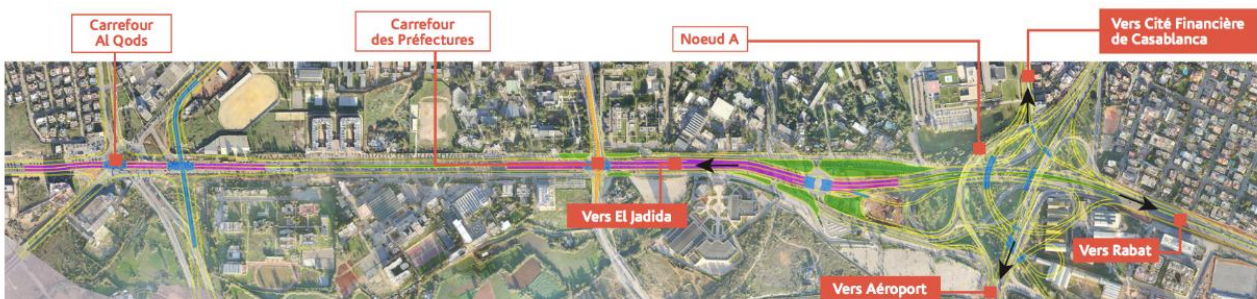 Carrefour
Al Qods
Carrefour
des Préfectures
Noeud A
Vers Cité Financière
de Casablanca
Vers El Jadida
Vers Rabat
Vers Aéroport